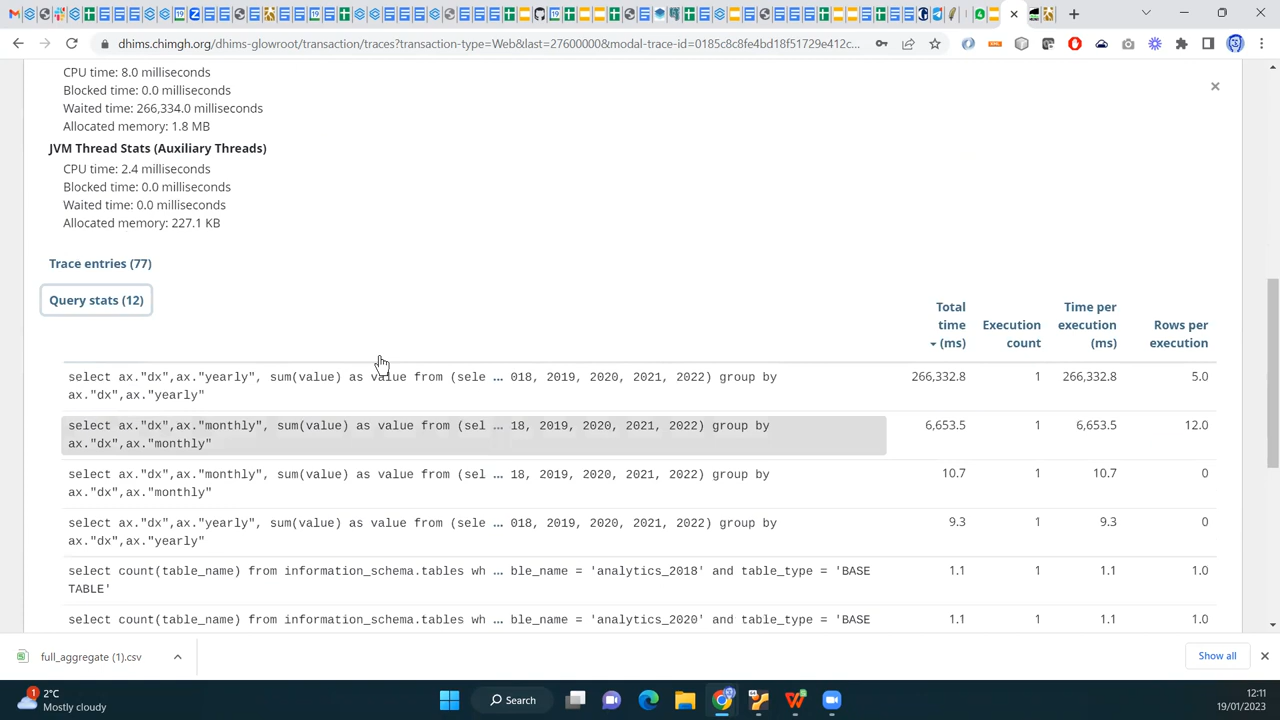 dhims.chimgh.org/dhims-glowroot/transaction/traces?transaction-type=Web&last=27600000&modal-trace-id=0185c8c8fe4bd18f51729e412c...
CPU time: 8.0 milliseconds
Blocked time: 0.0 milliseconds
Waited time: 266,334.0 milliseconds
Allocated memory: 1.8 MB
JVM Thread Stats (Auxiliary Threads)
CPU time: 2.4 milliseconds
Blocked time: 0.0 milliseconds
Waited time: 0.0 milliseconds
Allocated memory: 227.1 KB
Trace entries (77)
Query stats (12)
Total time (ms)
Execution count
Time per execution (ms)
Rows per execution
select ax."dx",ax."yearly", sum(value) as value from (sele ... 018, 2019, 2020, 2021, 2022) group by 266,332.8 1 266,332.8 5.0
ax."dx",ax."yearly"
select ax."dx",ax."monthly", sum(value) as value from (sel ... 18, 2019, 2020, 2021, 2022) group by 6,653.5 1 6,653.5 12.0
ax."dx",ax."monthly"
select ax."dx",ax."monthly", sum(value) as value from (sel ... 18, 2019, 2020, 2021, 2022) group by 10.7 1 10.7 0
ax."dx",ax."monthly"
select ax."dx",ax."yearly", sum(value) as value from (sele ... 018, 2019, 2020, 2021, 2022) group by 9.3 1 9.3 0
ax."dx",ax."yearly"
select count(table_name) from information_schema.tables wh ... ble_name = 'analytics_2018' and table_type = 'BASE 1.1 1 1.1 1.0
TABLE'
select count(table_name) from information_schema.tables wh ... ble_name = 'analytics_2020' and table_type = 'BASE 1.1 1 1.1 1.0
full_aggregate (1).csv
Show all
1
2°C
Mostly cloudy
Search
12:11
19/01/2023